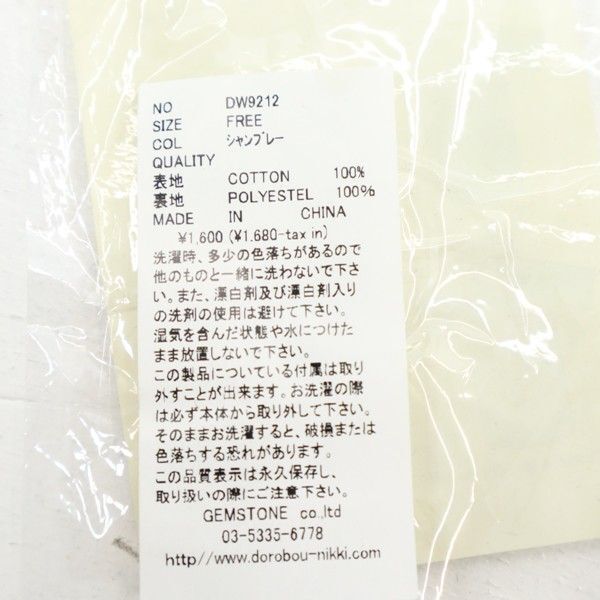 NO DW9212
SIZE FREE
COL シャンブレー
QUALITY
表地 COTTON 100%
裏地 POLYESTEL 100%
MADE IN CHINA
¥1,600 (¥1,680-tax in)
洗濯時、多少の色落ちがあるので
他のものと一緒に洗わないで下さ
い。また、漂白剤及び漂白剤入り
の洗剤の使用は避けて下さい。
湿気を含んだ状態や水につけた
まま放置しないで下さい。
この製品についている付属は取り
外すことが出来ます。お洗濯の際
は必ず本体から取り外して下さい。
そのままお洗濯すると、破損または
色落ちする恐れがあります。
この品質表示は永久保存し、
取り扱いの際にご注意下さい。
GEMSTONE co.,ltd
03-5335-6778
http://www.dorobou-nikki.com